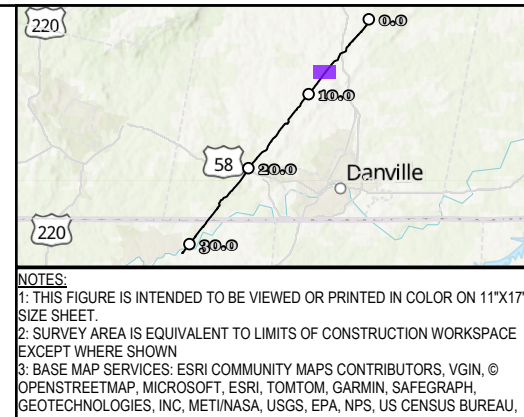 220
0.0
10.0
58
20.0
Danville
220
30.0
NOTES:
1: THIS FIGURE IS INTENDED TO BE VIEWED OR PRINTED IN COLOR ON 11"X17"
SIZE SHEET.
2: SURVEY AREA IS EQUIVALENT TO LIMITS OF CONSTRUCTION WORKSPACE
EXCEPT WHERE SHOWN
3: BASE MAP SERVICES: ESRI COMMUNITY MAPS CONTRIBUTORS, VGIN, ©
OPENSTREETMAP, MICROSOFT, ESRI, TOMTOM, GARMIN, SAFEGRAPH,
GEOTECHNOLOGIES, INC, METI/NASA, USGS, EPA, NPS, US CENSUS BUREAU,